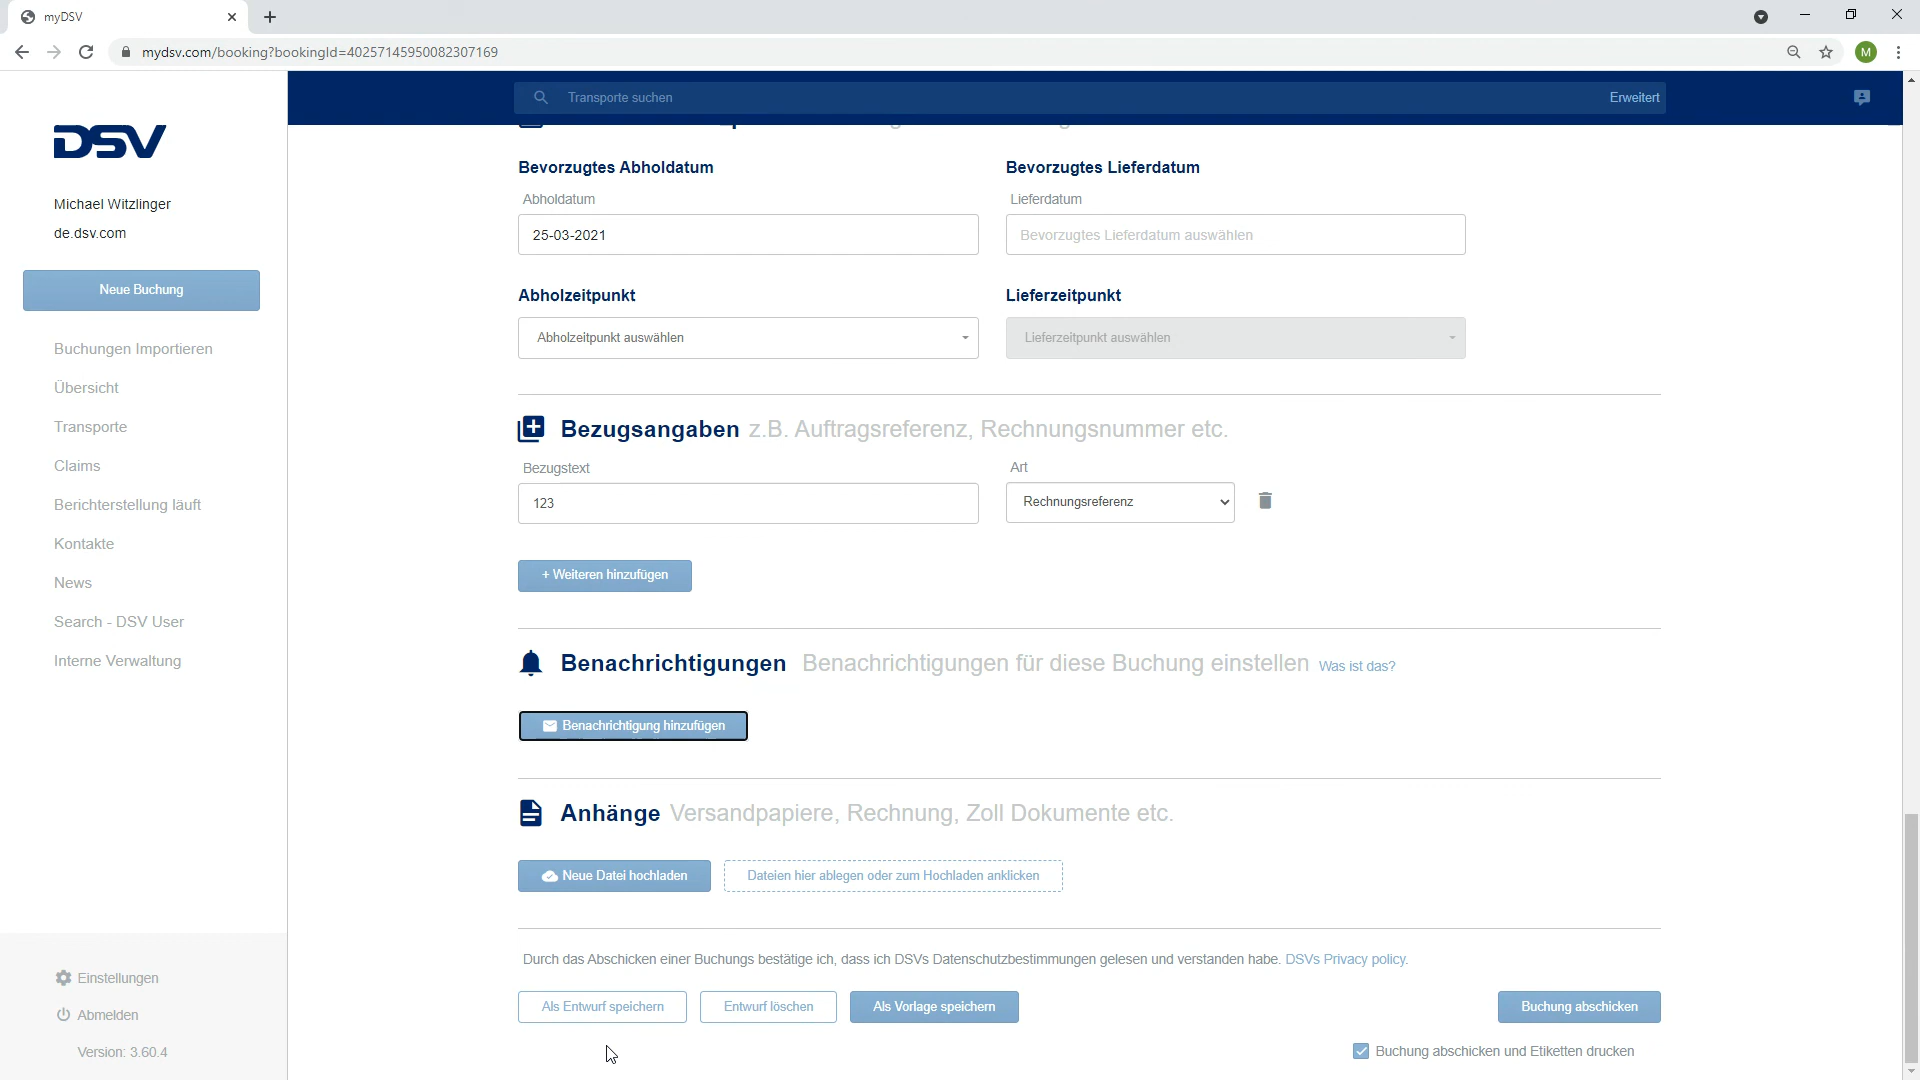 myDSV
mydsv.com/booking?bookingId=40257145950082307169
M
Transporte suchen
Erweitert
DSV
Michael Witzlinger
de.dsv.com
Neue Buchung
Buchungen Importieren
Übersicht
Transporte
Claims
Berichterstellung läuft
Kontakte
News
Search - DSV User
Interne Verwaltung
Einstellungen
Abmelden
Version: 3.60.4
Bevorzugtes Abholdatum
Bevorzugtes Lieferdatum
Abholdatum
Lieferdatum
25-03-2021
Bevorzugtes Lieferdatum auswählen
Abholzeitpunkt
Lieferzeitpunkt
Abholzeitpunkt auswählen
Lieferzeitpunkt auswählen
Bezugsangaben z.B. Auftragsreferenz, Rechnungsnummer etc.
Bezugstext
Art
123
Rechnungsreferenz
+ Weiteren hinzufügen
Benachrichtigungen Benachrichtigungen für diese Buchung einstellen Was ist das?
Benachrichtigung hinzufügen
Anhänge Versandpapiere, Rechnung, Zoll Dokumente etc.
Neue Datei hochladen
Dateien hier ablegen oder zum Hochladen anklicken
Durch das Abschicken einer Buchungs bestätige ich, dass ich DSVs Datenschutzbestimmungen gelesen und verstanden habe. DSVs Privacy policy.
Als Entwurf speichern
Entwurf löschen
Als Vorlage speichern
Buchung abschicken
Buchung abschicken und Etiketten drucken